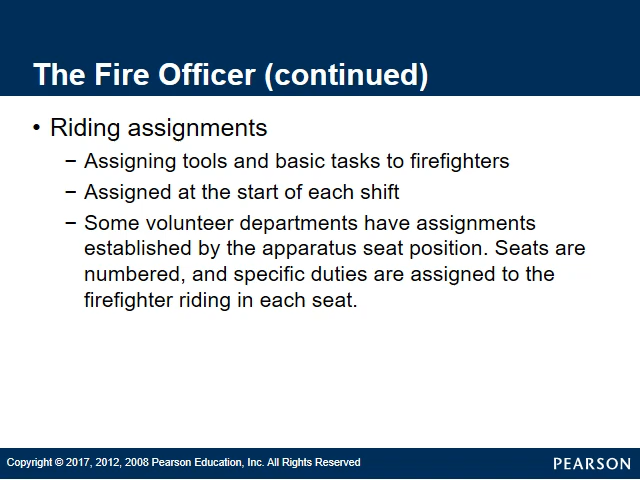 The Fire Officer (continued)
• Riding assignments
− Assigning tools and basic tasks to firefighters
− Assigned at the start of each shift
− Some volunteer departments have assignments
established by the apparatus seat position. Seats are
numbered, and specific duties are assigned to the
firefighter riding in each seat.
Copyright © 2017, 2012, 2008 Pearson Education, Inc. All Rights Reserved
PEARSON